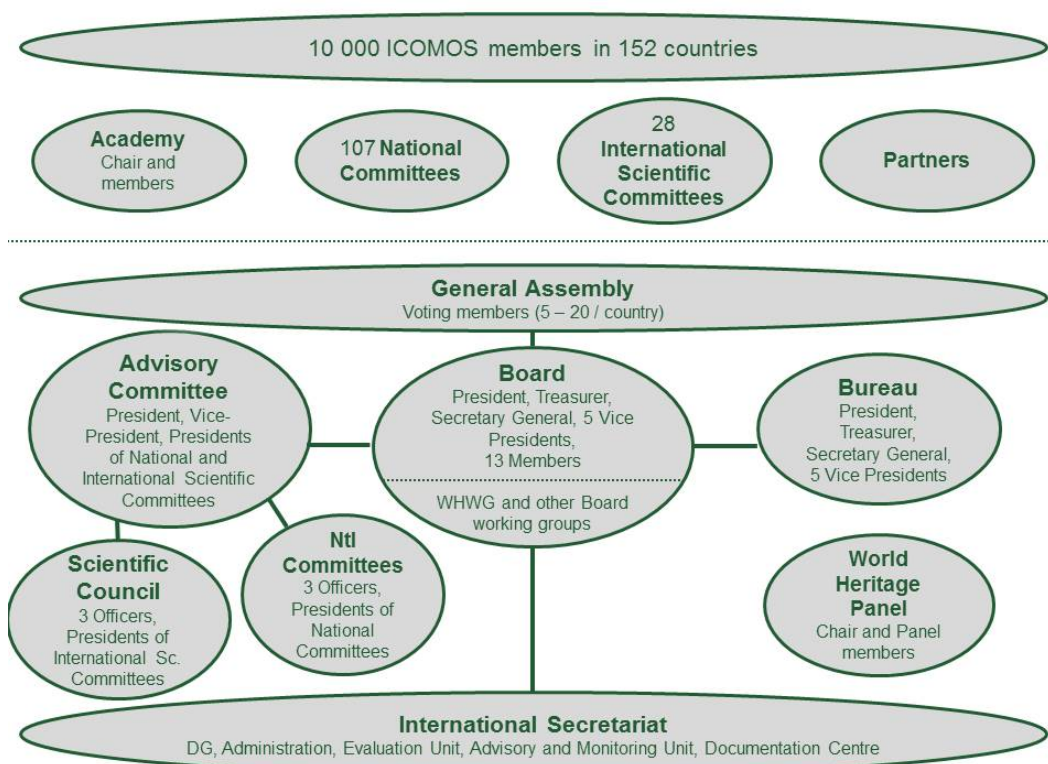 10 000 ICOMOS members in 152 countries
Academy
Chair and
members
107 National
Committees
28
International
Scientific
Committees
Partners
General Assembly
Voting members (5 – 20 / country)
Advisory
Committee
President, Vice-
President, Presidents
of National and
International Scientific
Committees
Board
President, Treasurer,
Secretary General, 5 Vice
Presidents,
13 Members
WHWG and other Board
working groups
Bureau
President,
Treasurer,
Secretary General,
5 Vice Presidents
Scientific
Council
3 Officers,
Presidents of
International Sc.
Committees
Ntl
Committees
3 Officers,
Presidents of
National
Committees
World
Heritage
Panel
Chair and Panel
members
International Secretariat
DG, Administration, Evaluation Unit, Advisory and Monitoring Unit, Documentation Centre